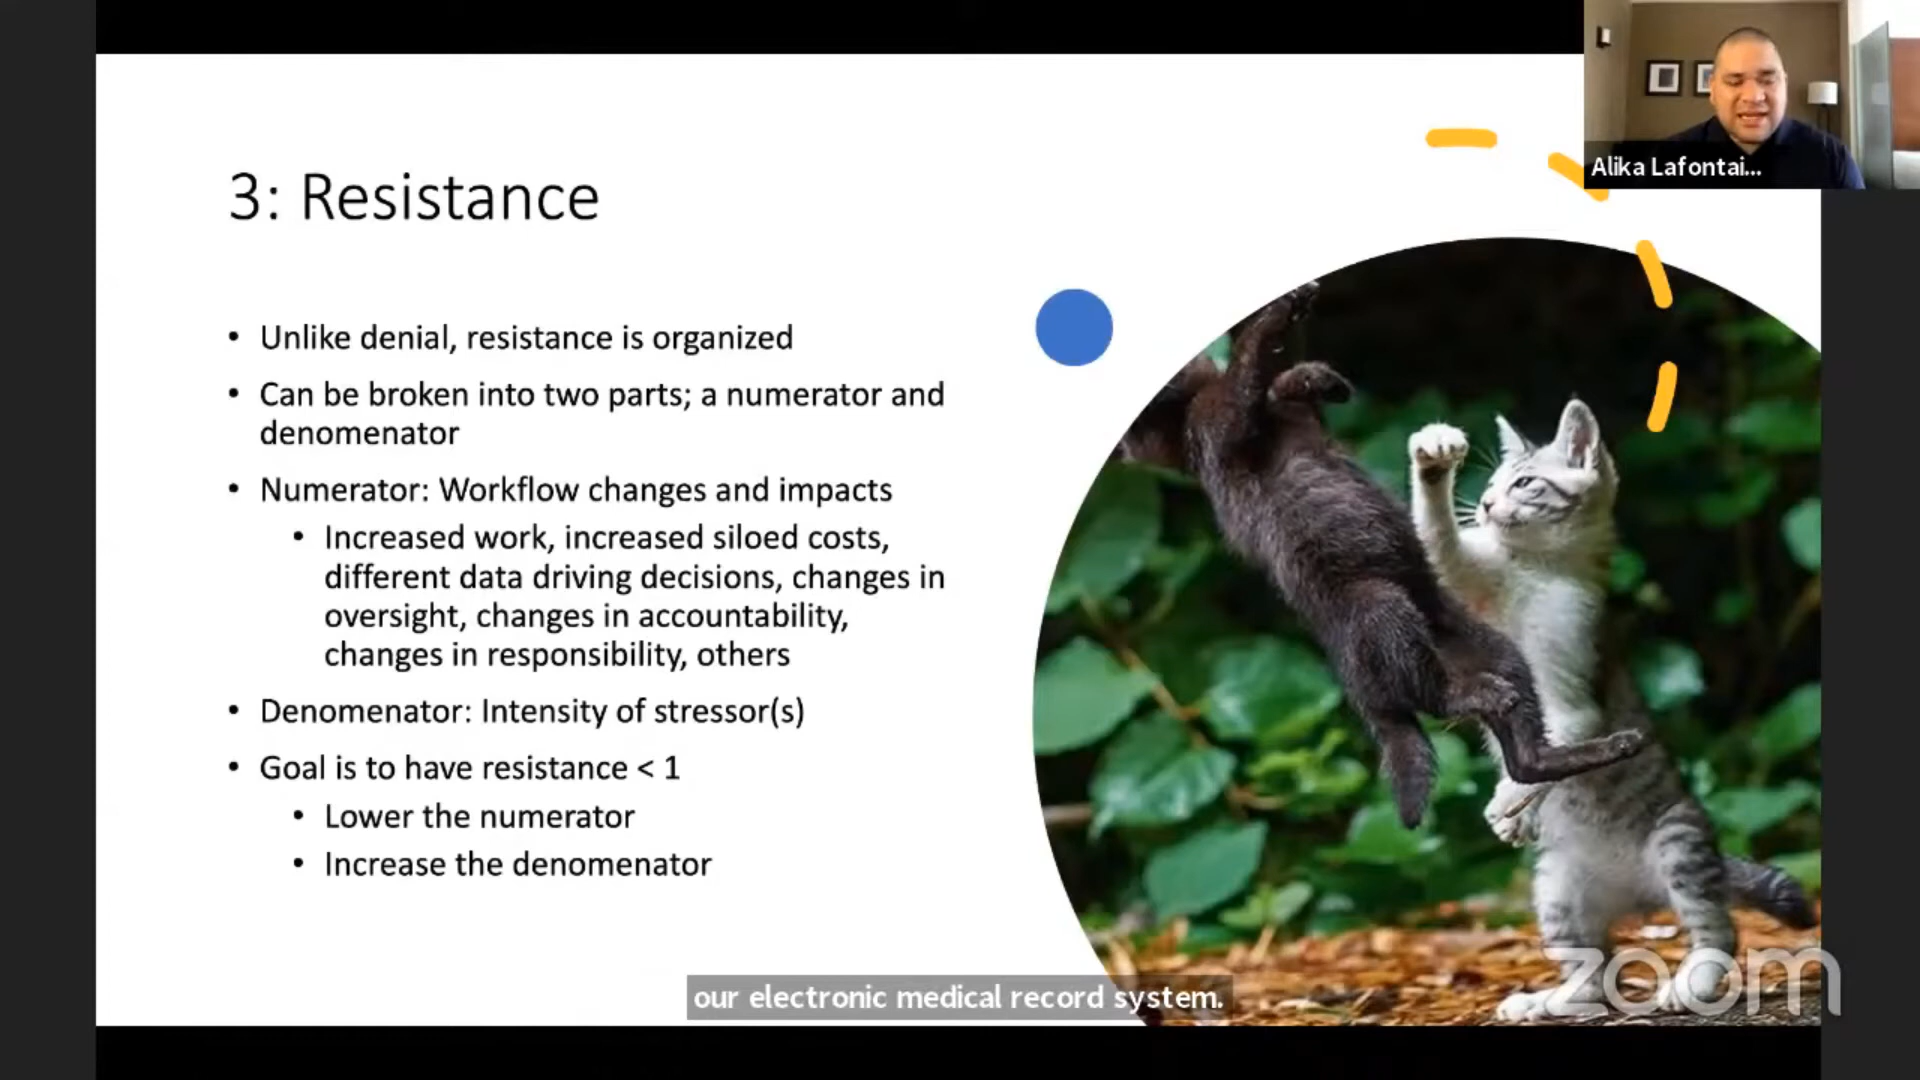 Alika Lafontai...
3: Resistance
• Unlike denial, resistance is organized
• Can be broken into two parts; a numerator and
denomenator
• Numerator: Workflow changes and impacts
• Increased work, increased siloed costs,
different data driving decisions, changes in
oversight, changes in accountability,
changes in responsibility, others
• Denomenator: Intensity of stressor(s)
• Goal is to have resistance < 1
• Lower the numerator
• Increase the denomenator
our electronic medical record system.
zoom